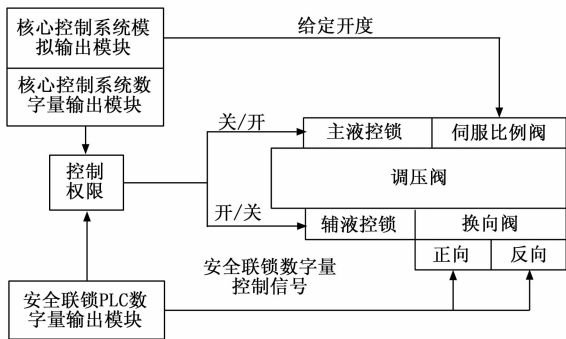 核心控制系统模
拟输出模块
给定开度
核心控制系统数
字量输出模块
关/开
主液控锁
伺服比例阀
控制
权限
调压阀
开/关
辅液控锁
换向阀
正向
反向
安全联锁数字量
控制信号
安全联锁PLC数
字量输出模块